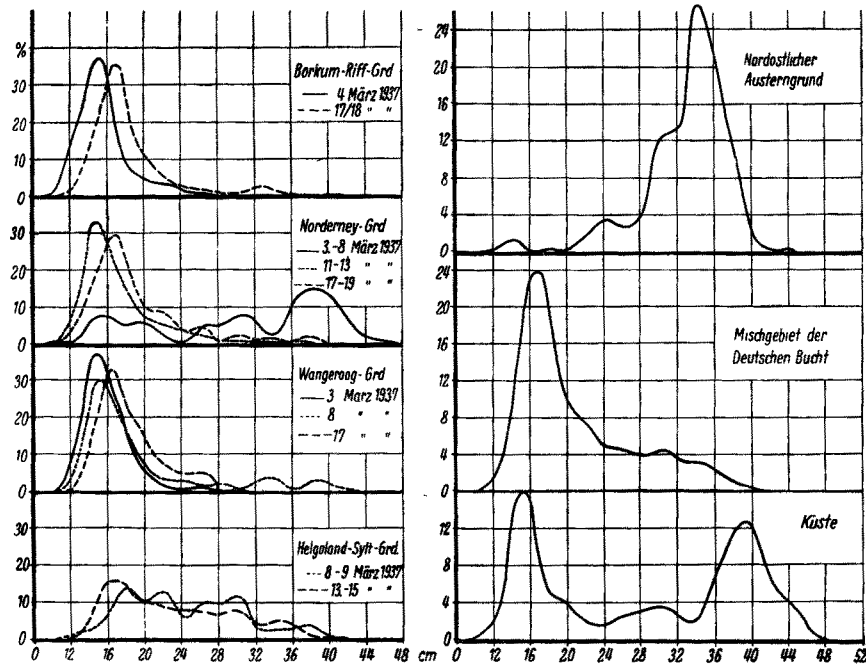 %
30
20
10
0
Borkum-Riff-Grd
4 März 1937
17/18 " "
30
20
10
0
Norderney-Grd
3.-8 März 1937
11-13 " "
17-19 " "
30
20
10
0
Wangeroog-Grd
3 März 1937
8 " "
17 " "
30
20
10
0
Helgoland-Sylt-Grd.
8-9 März 1937
13.-15 " "
0 12 16 20 24 28 32 36 40 44 48 cm
24
20
16
12
8
4
0
Nordostlicher
Austerngrund
24
20
16
12
8
4
0
Mischgebiet der
Deutschen Bucht
12
8
4
0
Küste
0 12 16 20 24 28 32 36 40 44 48 52